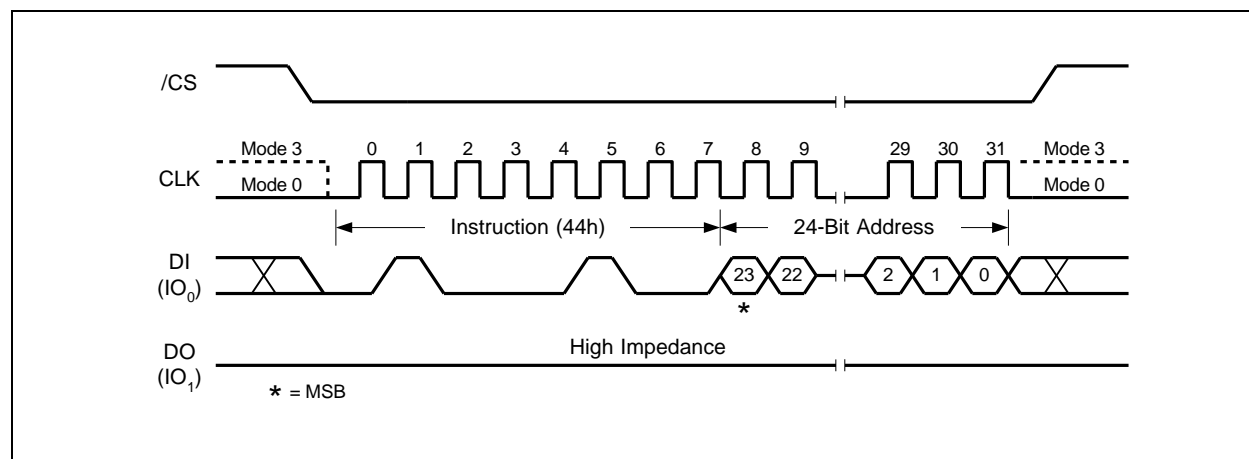 /CS
Mode 3 0 1 2 3 4 5 6 7 8 9 29 30 31 Mode 3
CLK Mode 0 Mode 0
Instruction (44h) 24-Bit Address
DI
(IO0)
23 22 2 1 0
*
DO
(IO1)
High Impedance
* = MSB